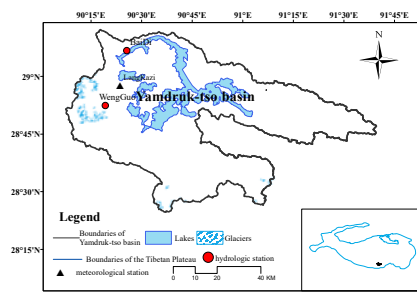 90°15'E 90°30'E 90°45'E 91°0'E 91°15'E 91°30'E 91°45'E
BaiDi
N
29°N
LangKazi
WengGuo
Yamdruk-tso basin
28°45'N
28°30'N
28°15'N
Legend
Boundaries of
Yamdruk-tso basin
Lakes
Glaciers
Boundaries of the Tibetan Plateau
hydrologic station
meteorological station
0 10 20 40 KM